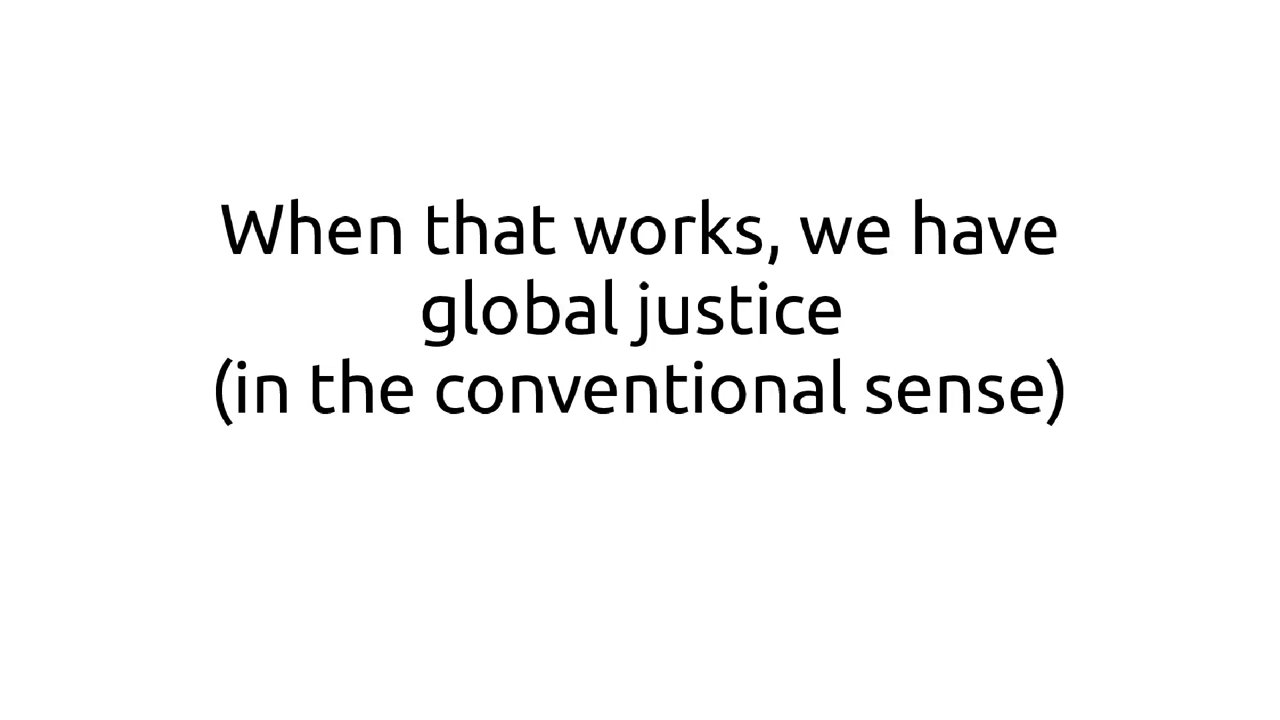 When that works, we have
global justice
(in the conventional sense)